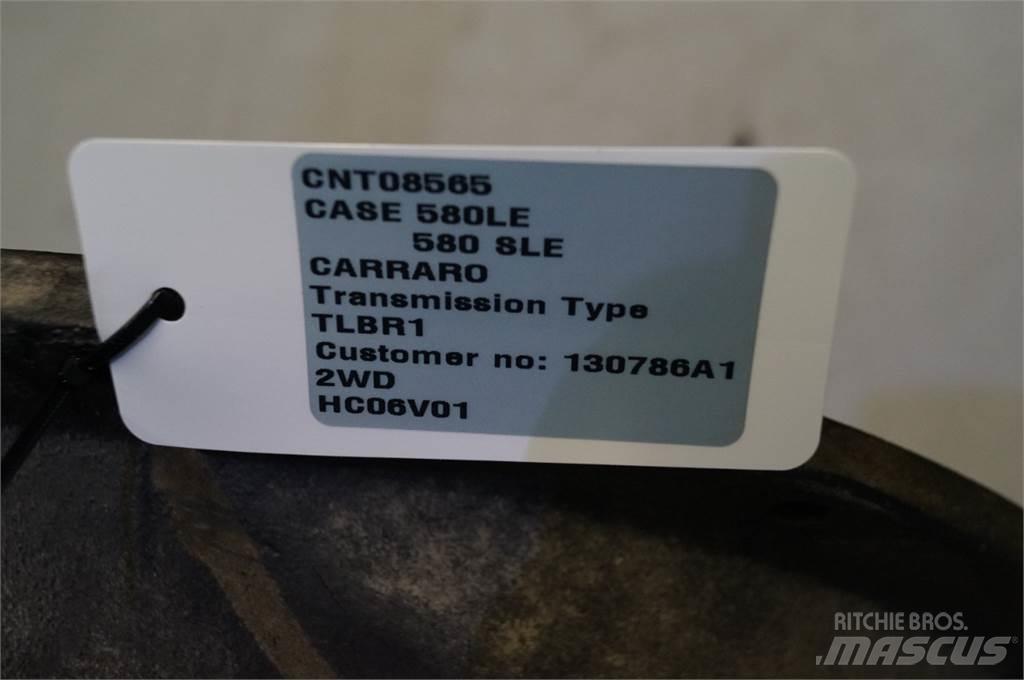 CNT08565
CASE 580LE
580 SLE
CARRARO
Transmission Type
TLBR1
Customer no: 130786A1
2WD
HC06V01
RITCHIE BROS.
MASCUS